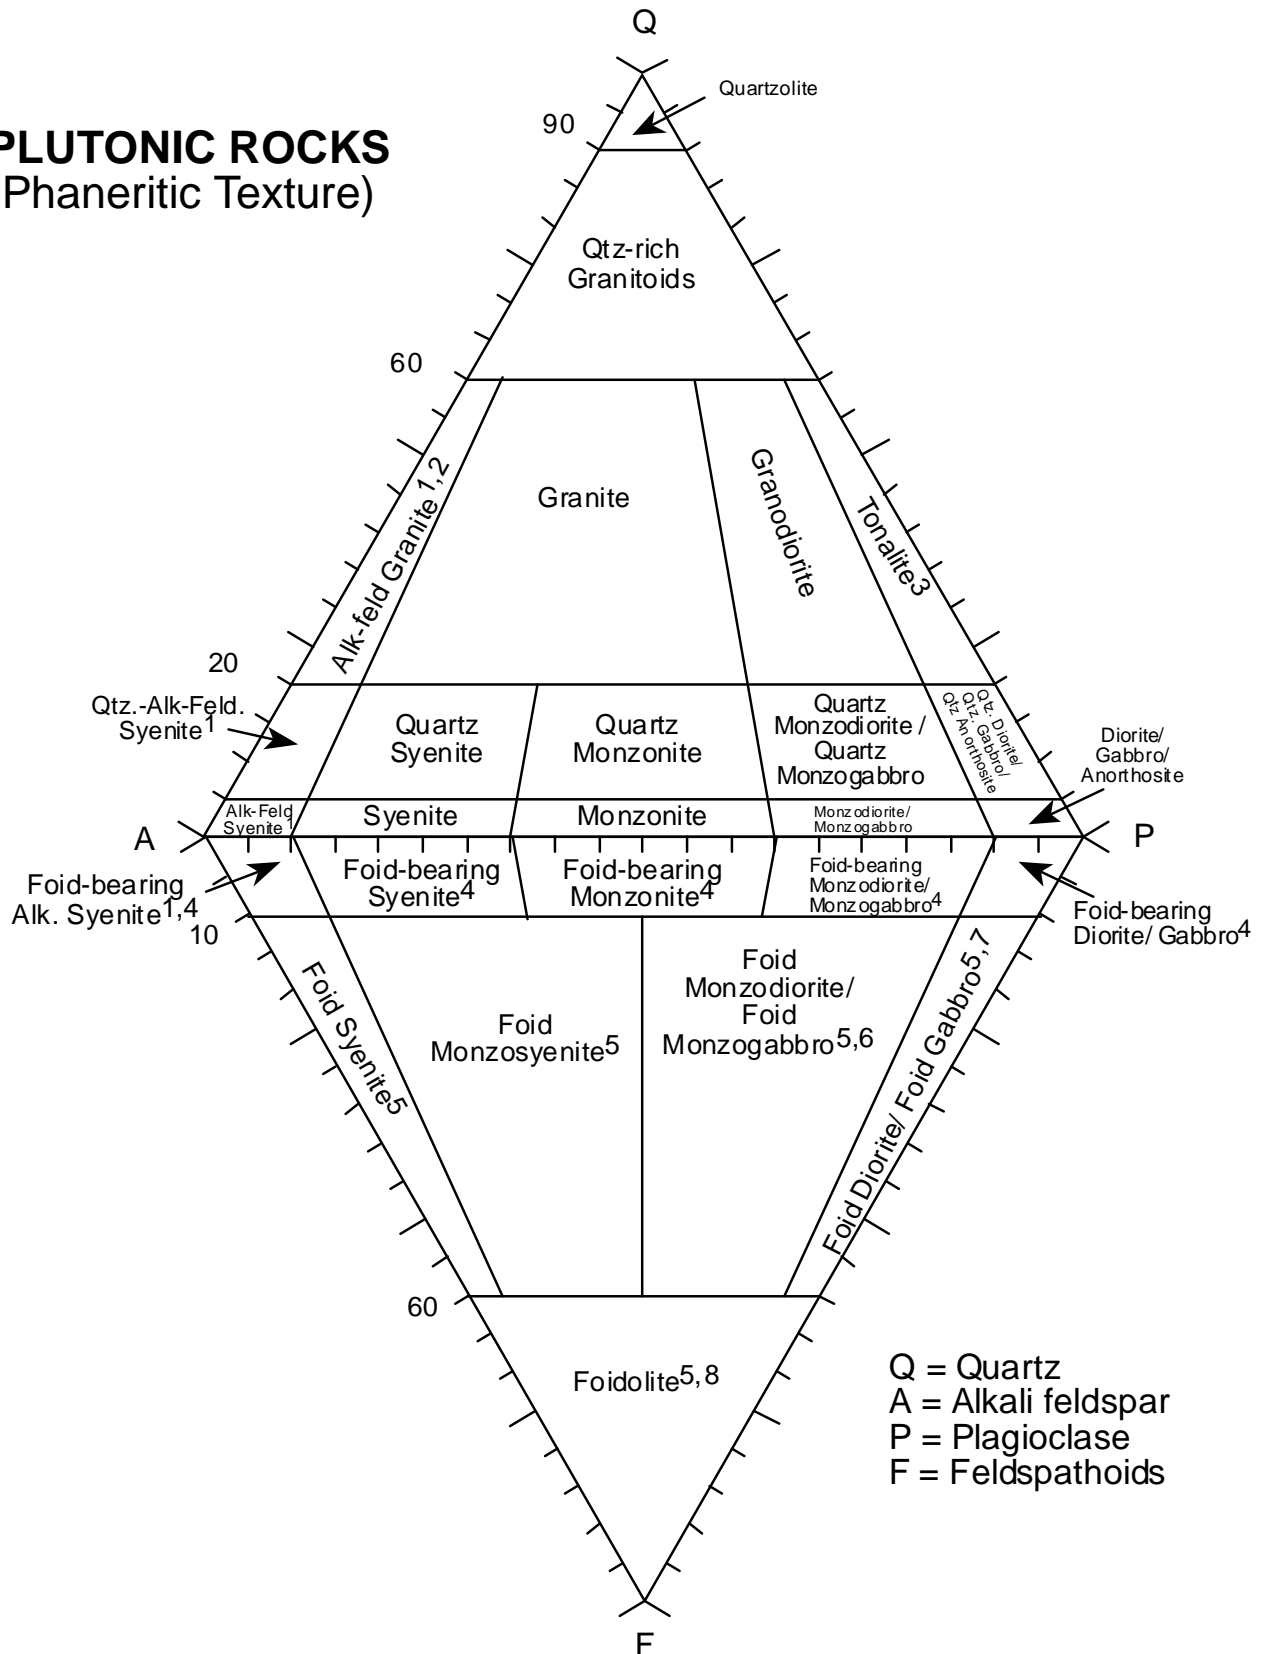 Q
Quartzolite
90
PLUTONIC ROCKS
(Phaneritic Texture)
Qtz-rich
Granitoids
60
Alk-feld Granite 1,2
Granite
Granodiorite
Tonalite3
20
Qtz.-Alk-Feld.
Syenite1
Quartz
Syenite
Quartz
Monzonite
Quartz
Monzodiorite /
Quartz
Monzogabbro
Qtz. Diorite/
Qtz. Gabbro/
Qtz Anorthosite
Diorite/
Gabbro/
Anorthosite
Alk-Feld
Syenite1
Syenite
Monzonite
Monzodiorite/
Monzogabbro
A
P
Foid-bearing
Alk. Syenite1,4
Foid-bearing
Syenite4
Foid-bearing
Monzonite4
Foid-bearing
Monzodiorite/
Monzogabbro4
Foid-bearing
Diorite/ Gabbro4
10
Foid Syenite5
Foid
Monzosyenite5
Foid
Monzodiorite/
Foid
Monzogabbro5,6
Foid Diorite/ Foid Gabbro5,7
60
Foidolite5,8
Q = Quartz
A = Alkali feldspar
P = Plagioclase
F = Feldspathoids
F